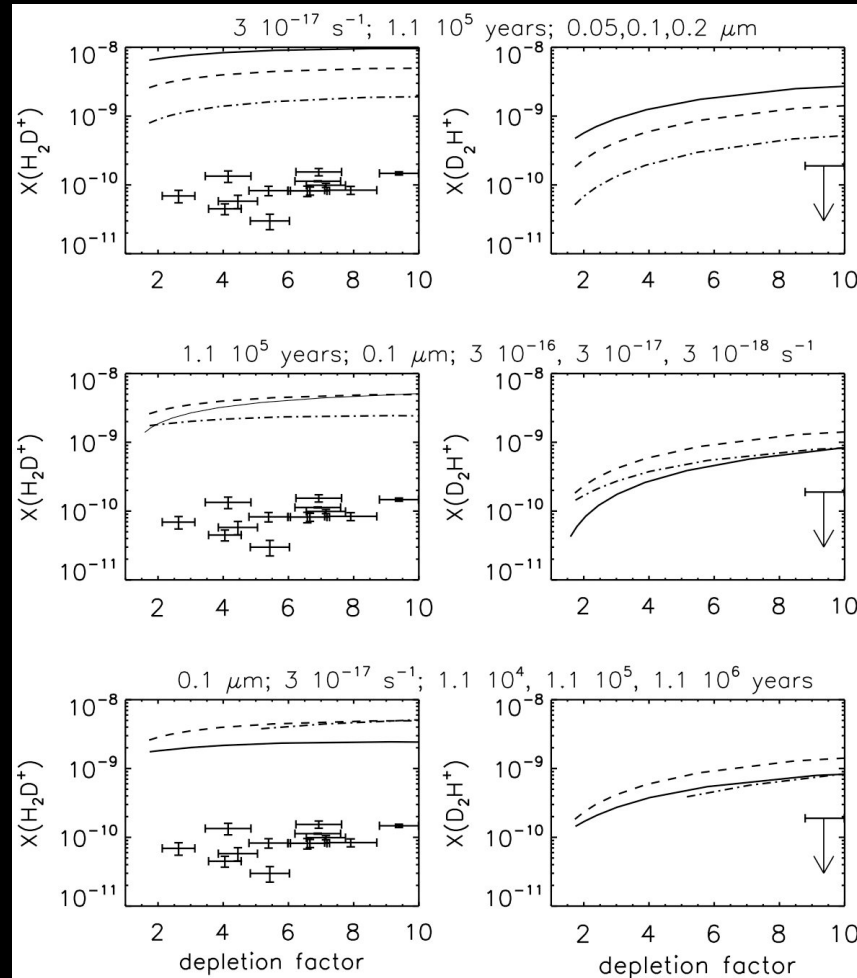 3 10⁻¹⁷ s⁻¹; 1.1 10⁵ years; 0.05,0.1,0.2 μm
X(H₂D⁺)
10⁻⁸
10⁻⁹
10⁻¹⁰
10⁻¹¹
2 4 6 8 10
X(D₂H⁺)
10⁻⁸
10⁻⁹
10⁻¹⁰
10⁻¹¹
2 4 6 8 10
1.1 10⁵ years; 0.1 μm; 3 10⁻¹⁶, 3 10⁻¹⁷, 3 10⁻¹⁸ s⁻¹
X(H₂D⁺)
10⁻⁸
10⁻⁹
10⁻¹⁰
10⁻¹¹
2 4 6 8 10
X(D₂H⁺)
10⁻⁸
10⁻⁹
10⁻¹⁰
10⁻¹¹
2 4 6 8 10
0.1 μm; 3 10⁻¹⁷ s⁻¹; 1.1 10⁴, 1.1 10⁵, 1.1 10⁶ years
X(H₂D⁺)
10⁻⁸
10⁻⁹
10⁻¹⁰
10⁻¹¹
2 4 6 8 10
depletion factor
X(D₂H⁺)
10⁻⁸
10⁻⁹
10⁻¹⁰
10⁻¹¹
2 4 6 8 10
depletion factor